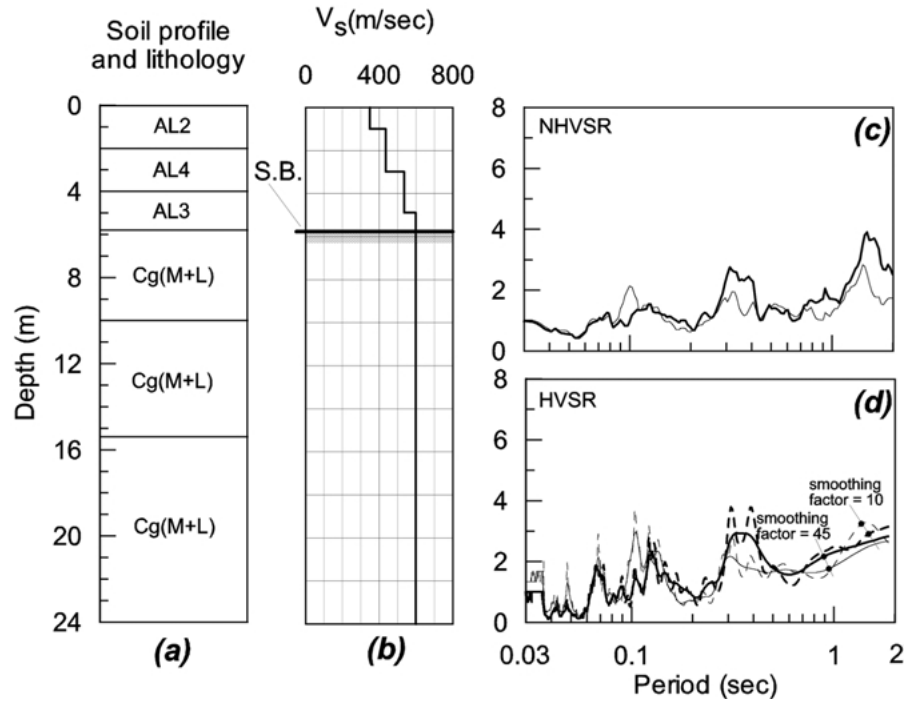 Soil profile
and lithology
Vs(m/sec)
0 400 800
0
4
8
12
16
20
24
Depth (m)
AL2
AL4
AL3
Cg(M+L)
Cg(M+L)
Cg(M+L)
S.B.
(a)
(b)
8
6
4
2
0
NHVSR
(c)
8
6
4
2
0
HVSR
(d)
smoothing
factor = 10
smoothing
factor = 45
0.03 0.1 1 2
Period (sec)